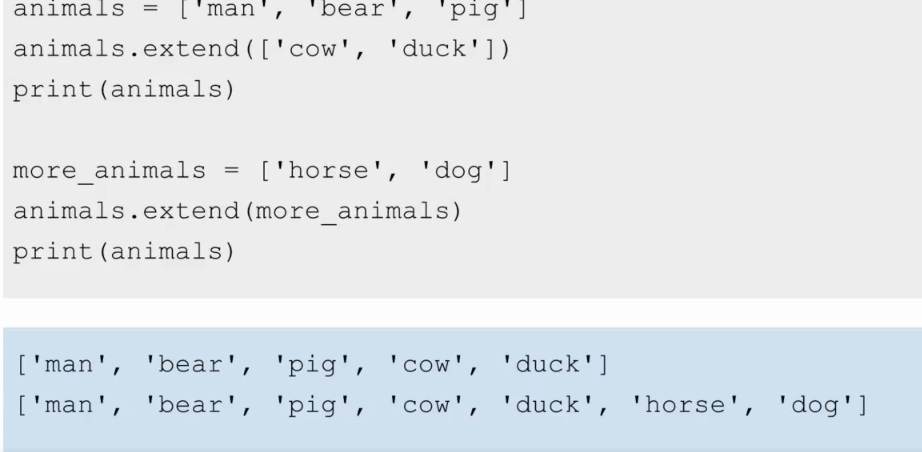 animals = ['man', 'bear', 'pig']
animals.extend(['cow', 'duck'])
print(animals)
more_animals = ['horse', 'dog']
animals.extend(more_animals)
print(animals)
['man', 'bear', 'pig', 'cow', 'duck']
['man', 'bear', 'pig', 'cow', 'duck', 'horse', 'dog']